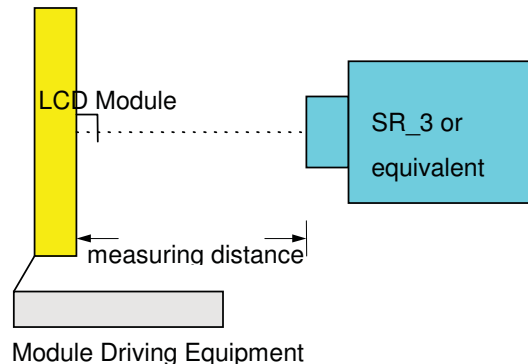 LCD Module
SR_3 or
equivalent
measuring distance
Module Driving Equipment